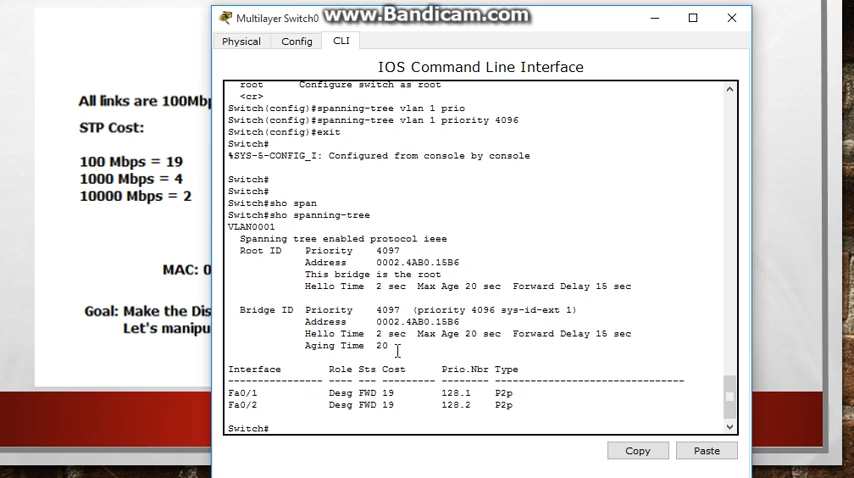 Multilayer Switch0
www.Bandicam.com
Physical Config CLI
IOS Command Line Interface
root Configure switch as root
<cr>
Switch(config)#spanning-tree vlan 1 prio
Switch(config)#spanning-tree vlan 1 priority 4096
Switch(config)#exit
Switch#
%SYS-5-CONFIG_I: Configured from console by console
Switch#
Switch#
Switch#sho span
Switch#sho spanning-tree
VLAN0001
Spanning tree enabled protocol ieee
Root ID Priority 4097
Address 0002.4AB0.15B6
This bridge is the root
Hello Time 2 sec Max Age 20 sec Forward Delay 15 sec
Bridge ID Priority 4097 (priority 4096 sys-id-ext 1)
Address 0002.4AB0.15B6
Hello Time 2 sec Max Age 20 sec Forward Delay 15 sec
Aging Time 20
Interface Role Sts Cost Prio.Nbr Type
---------------- ---- --- --------- -------- --------------------------------
Fa0/1 Desg FWD 19 128.1 P2p
Fa0/2 Desg FWD 19 128.2 P2p
Switch#
Copy Paste
All links are 100Mbp
STP Cost:
100 Mbps = 19
1000 Mbps = 4
10000 Mbps = 2
MAC: 0
Goal: Make the Dis
Let's manipu